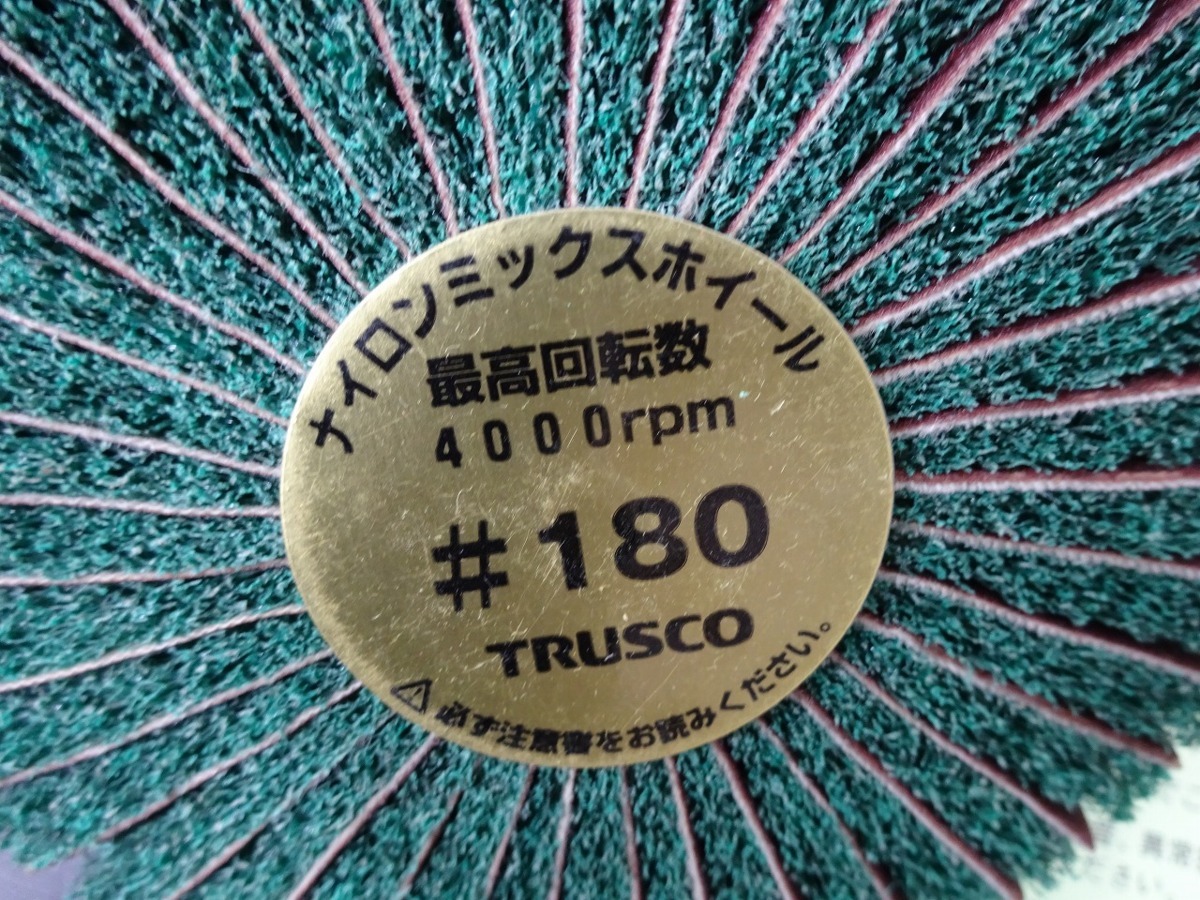 ナイロンミックスホイール
最高回転数
4000rpm
#180
TRUSCO
⚠必ず注意書をお読みください。